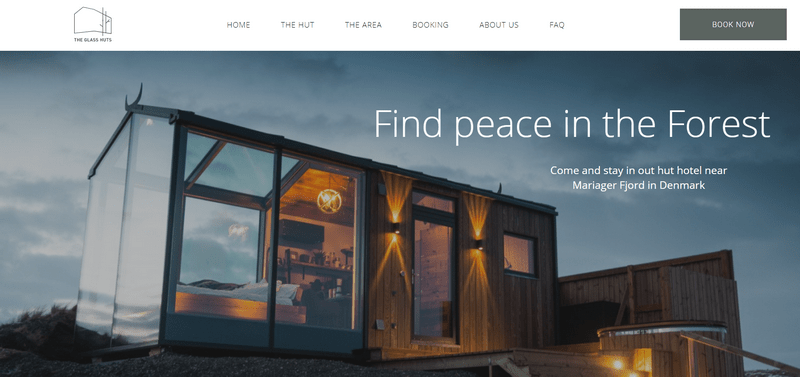 THE GLASS HUTS
HOME
THE HUT
THE AREA
BOOKING
ABOUT US
FAQ
BOOK NOW
Find peace in the Forest
Come and stay in out hut hotel near
Mariager Fjord in Denmark